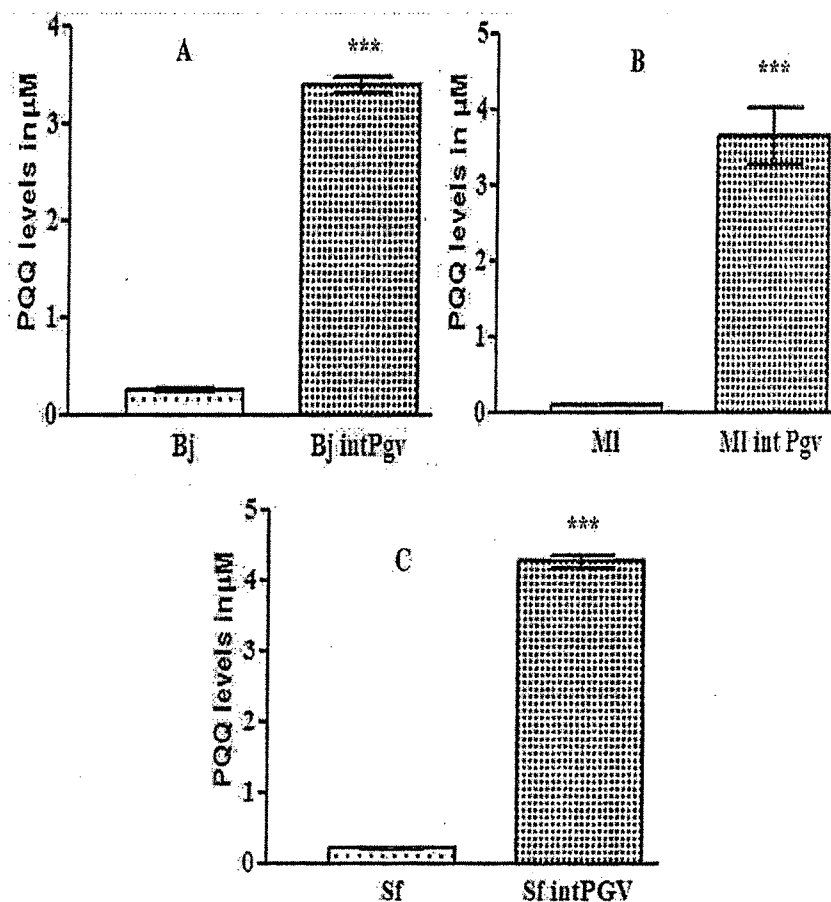 A
***
PQQ levels in µM
4
3
2
1
0
Bj
Bj intPgv
B
***
PQQ levels in µM
5
4
3
2
1
0
Ml
Ml int Pgv
C
***
PQQ levels in µM
5
4
3
2
1
0
Sf
Sf intPGV